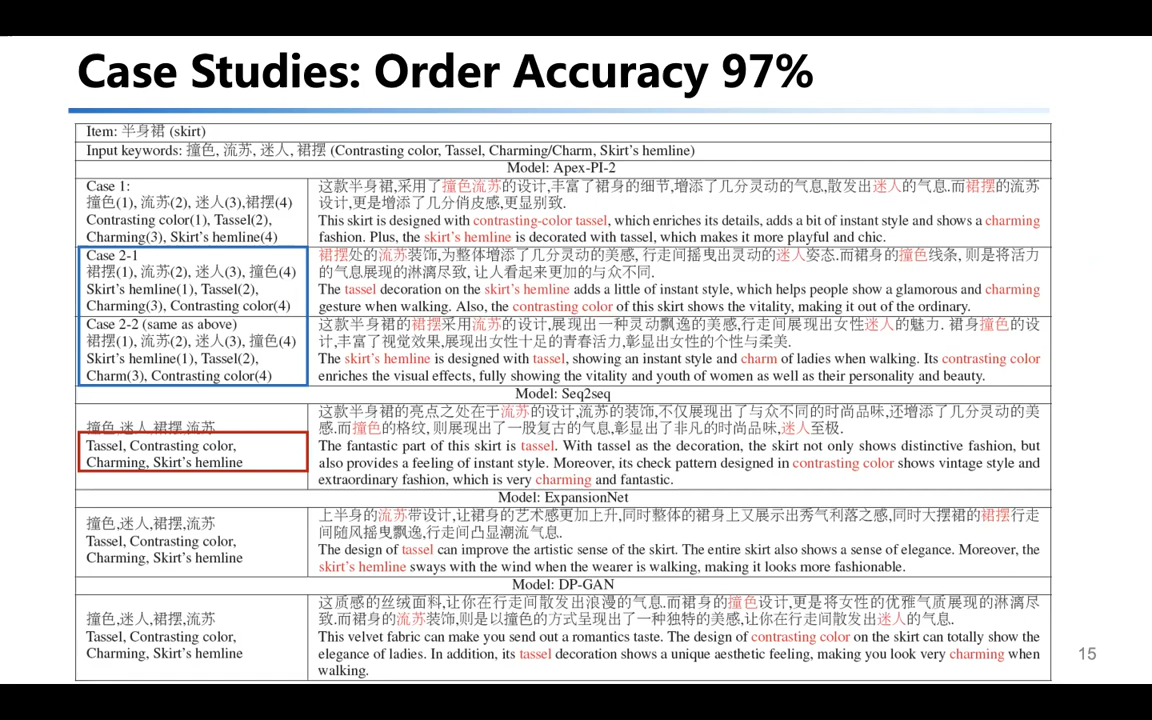 Case Studies: Order Accuracy 97%
Item: 半身裙 (skirt)
Input keywords: 撞色, 流苏, 迷人, 裙摆 (Contrasting color, Tassel, Charming/Charm, Skirt's hemline)
Model: Apex-PI-2
Case 1:
撞色(1), 流苏(2), 迷人(3),裙摆(4)
Contrasting color(1), Tassel(2),
Charming(3), Skirt's hemline(4)
这款半身裙,采用了撞色流苏的设计,丰富了裙身的细节,增添了几分灵动的气息,散发出迷人的气息.而裙摆的流苏
设计,更是增添了几分俏皮感,更显别致.
This skirt is designed with contrasting-color tassel, which enriches its details, adds a bit of instant style and shows a charming
fashion. Plus, the skirt's hemline is decorated with tassel, which makes it more playful and chic.
Case 2-1
裙摆(1), 流苏(2), 迷人(3), 撞色(4)
Skirt's hemline(1), Tassel(2),
Charming(3), Contrasting color(4)
裙摆处的流苏装饰,为整体增添了几分灵动的美感, 行走间摇曳出灵动的迷人姿态.而裙身的撞色线条, 则是将活力
的气息展现的淋漓尽致, 让人看起来更加的与众不同.
The tassel decoration on the skirt's hemline adds a little of instant style, which helps people show a glamorous and charming
gesture when walking. Also, the contrasting color of this skirt shows the vitality, making it out of the ordinary.
Case 2-2 (same as above)
裙摆(1), 流苏(2), 迷人(3), 撞色(4)
Skirt's hemline(1), Tassel(2),
Charm(3), Contrasting color(4)
这款半身裙的裙摆采用流苏的设计,展现出一种灵动飘逸的美感,行走间展现出女性迷人的魅力. 裙身撞色的设
计,丰富了视觉效果,展现出女性十足的青春活力,彰显出女性的个性与柔美.
The skirt's hemline is designed with tassel, showing an instant style and charm of ladies when walking. Its contrasting color
enriches the visual effects, fully showing the vitality and youth of women as well as their personality and beauty.
Model: Seq2seq
撞色,迷人,裙摆,流苏
Tassel, Contrasting color,
Charming, Skirt's hemline
这款半身裙的亮点之处在于流苏的设计,流苏的装饰,不仅展现出了与众不同的时尚品味,还增添了几分灵动的美
感.而撞色的格纹, 则展现出了一股复古的气息,彰显出了非凡的时尚品味,迷人至极.
The fantastic part of this skirt is tassel. With tassel as the decoration, the skirt not only shows distinctive fashion, but
also provides a feeling of instant style. Moreover, its check pattern designed in contrasting color shows vintage style and
extraordinary fashion, which is very charming and fantastic.
Model: ExpansionNet
撞色,迷人,裙摆,流苏
Tassel, Contrasting color,
Charming, Skirt's hemline
上半身的流苏带设计,让裙身的艺术感更加上升,同时整体的裙身上又展示出秀气利落之感,同时大摆裙的裙摆行走
间随风摇曳飘逸,行走间凸显潮流气息.
The design of tassel can improve the artistic sense of the skirt. The entire skirt also shows a sense of elegance. Moreover, the
skirt's hemline sways with the wind when the wearer is walking, making it looks more fashionable.
Model: DP-GAN
撞色,迷人,裙摆,流苏
Tassel, Contrasting color,
Charming, Skirt's hemline
这质感的丝绒面料,让你在行走间散发出浪漫的气息.而裙身的撞色设计,更是将女性的优雅气质展现的淋漓尽
致.而裙身的流苏装饰,则是以撞色的方式呈现出了一种独特的美感,让你在行走间散发出迷人的气息.
This velvet fabric can make you send out a romantics taste. The design of contrasting color on the skirt can totally show the
elegance of ladies. In addition, its tassel decoration shows a unique aesthetic feeling, making you look very charming when
walking.
15